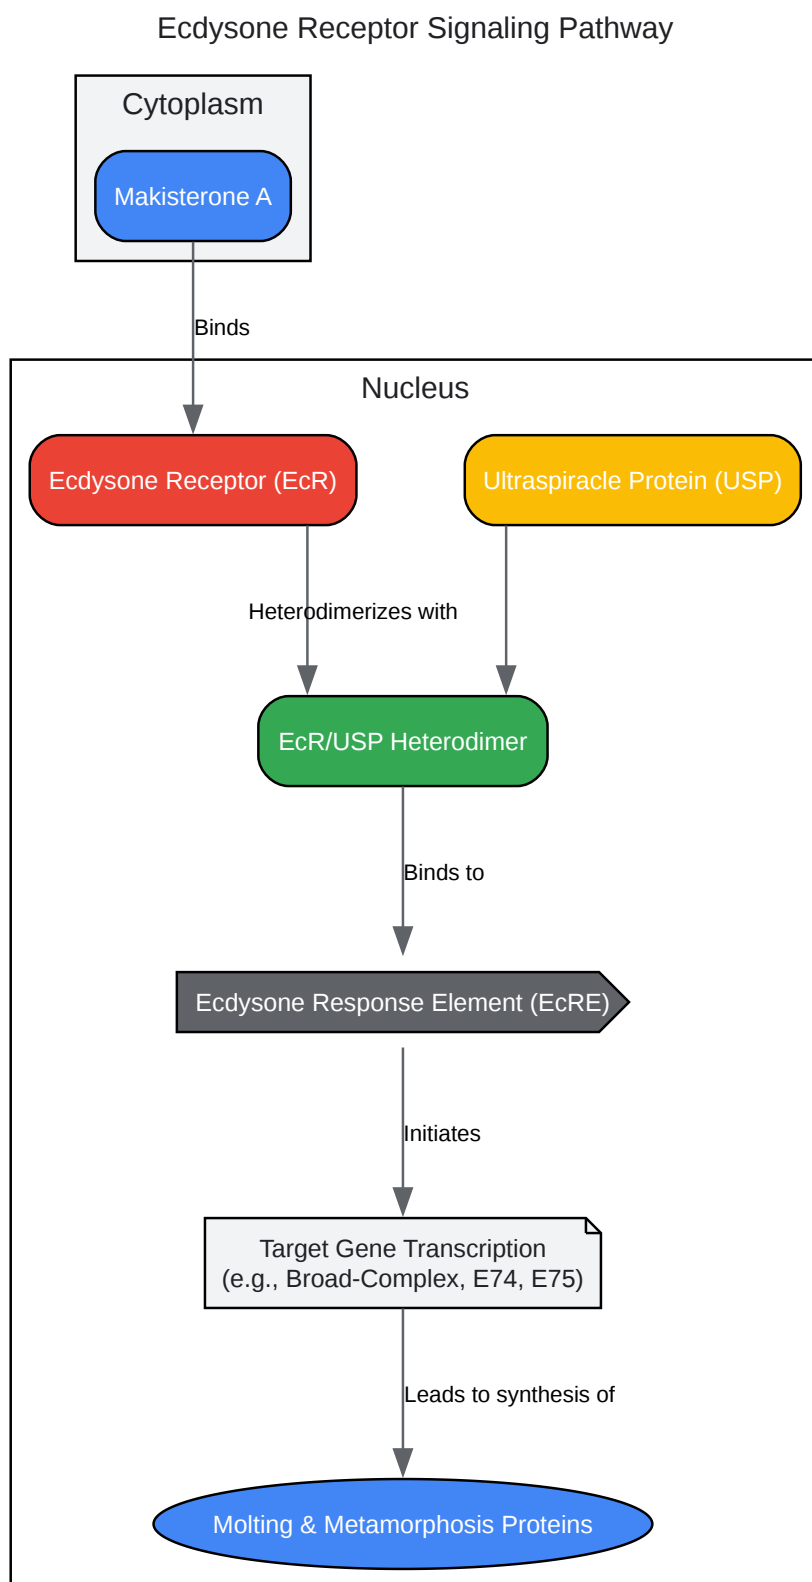 Ecdysone Receptor Signaling Pathway
Cytoplasm
Makisterone A
Binds
Nucleus
Ecdysone Receptor (EcR)
Ultraspiracle Protein (USP)
Heterodimerizes with
EcR/USP Heterodimer
Binds to
Ecdysone Response Element (EcRE)
Initiates
Target Gene Transcription
(e.g., Broad-Complex, E74, E75)
Leads to synthesis of
Molting & Metamorphosis Proteins